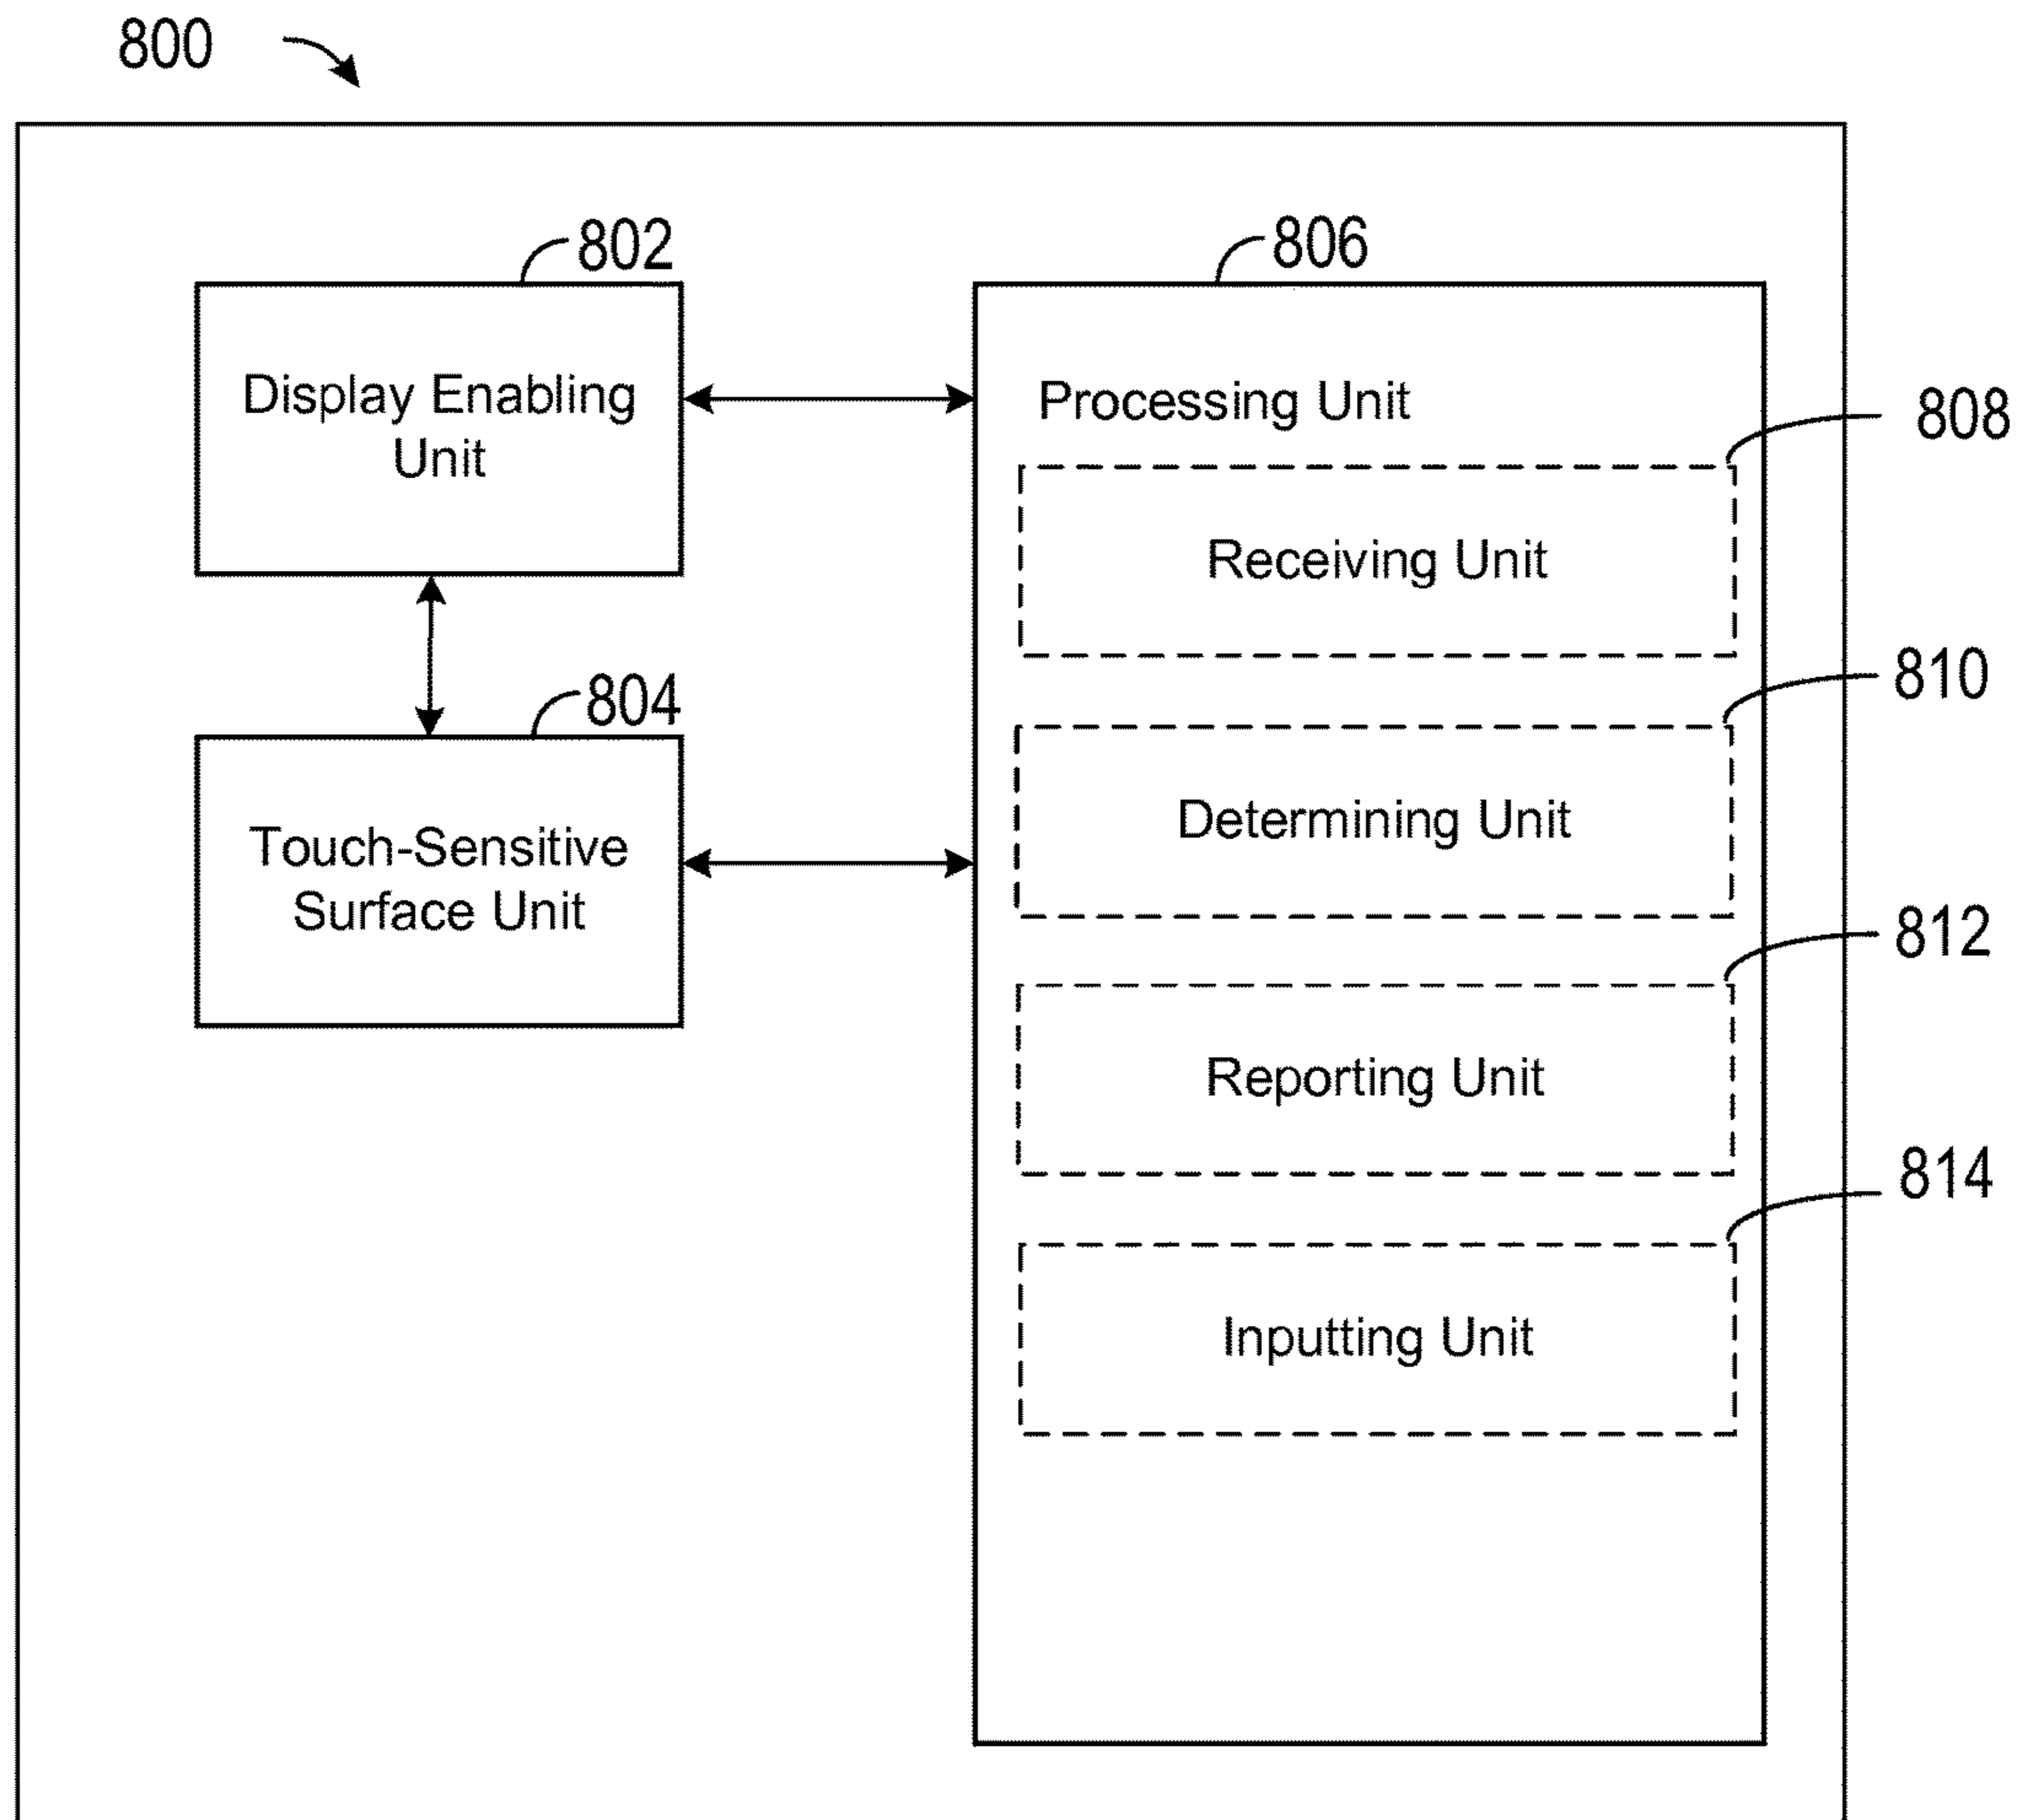 800
802
806
Display Enabling
Unit
Processing Unit
808
Receiving Unit
804
810
Touch-Sensitive
Surface Unit
Determining Unit
812
Reporting Unit
814
Inputting Unit